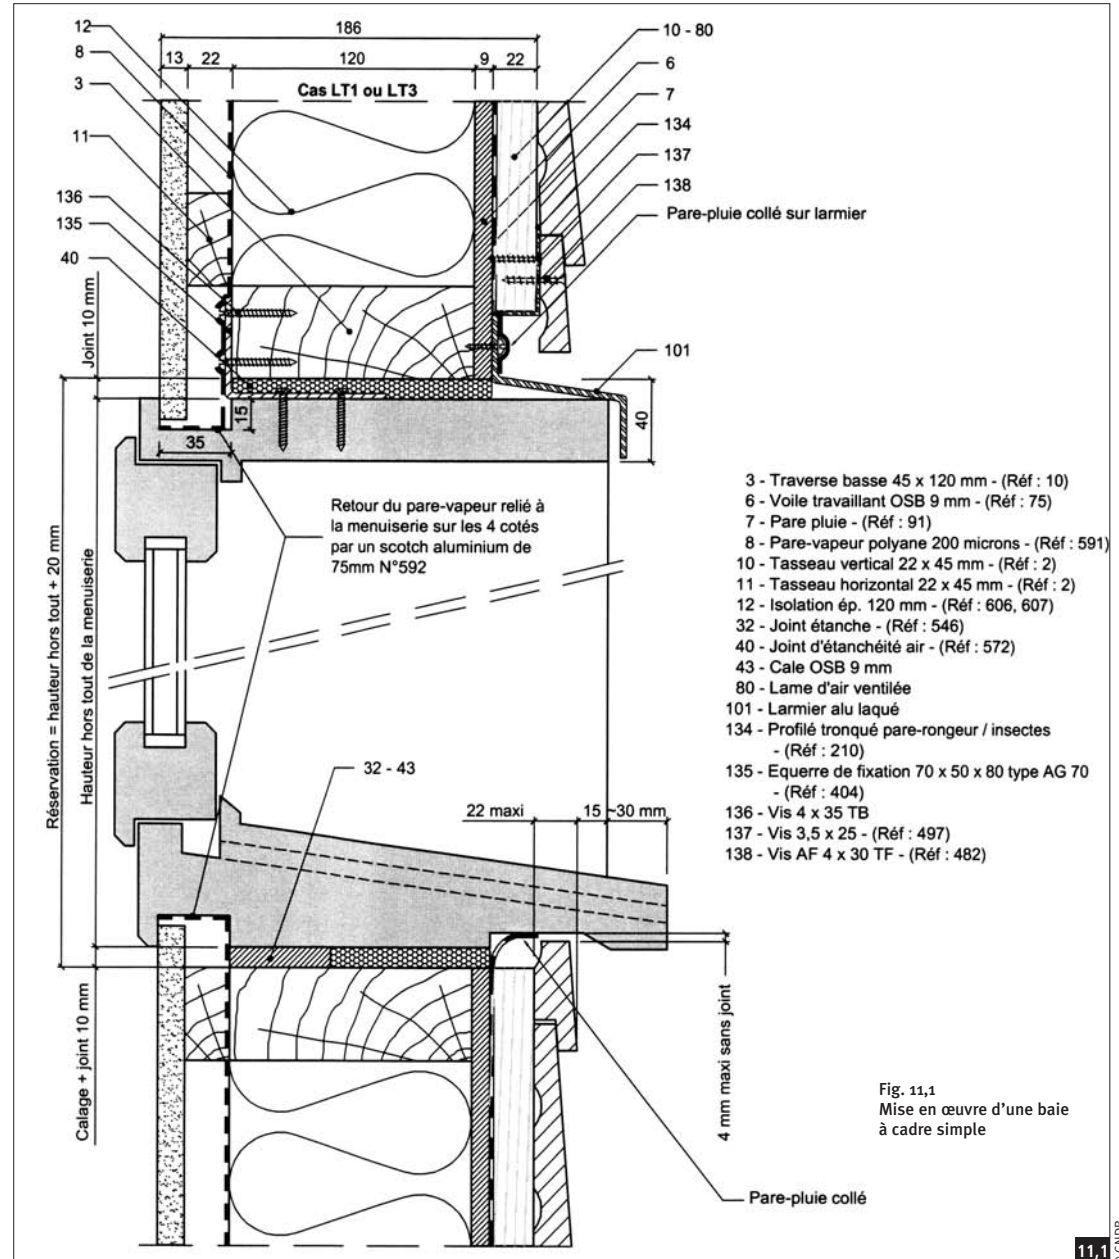 12
8
3
11
136
135
40
186
13
22
120
9
22
Cas LT1 ou LT3
10 - 80
6
7
134
137
138
Pare-pluie collé sur larmier
101
Joint 10 mm
15
35
40
Retour du pare-vapeur relié à
la menuiserie sur les 4 cotés
par un scotch aluminium de
75mm N°592
Réservation = hauteur hors tout + 20 mm
Hauteur hors tout de la menuiserie
3 - Traverse basse 45 x 120 mm - (Réf : 10)
6 - Voile travaillant OSB 9 mm - (Réf : 75)
7 - Pare pluie - (Réf : 91)
8 - Pare-vapeur polyane 200 microns - (Réf : 591)
10 - Tasseau vertical 22 x 45 mm - (Réf : 2)
11 - Tasseau horizontal 22 x 45 mm - (Réf : 2)
12 - Isolation ép. 120 mm - (Réf : 606, 607)
32 - Joint étanche - (Réf : 546)
40 - Joint d'étanchéité air - (Réf : 572)
43 - Cale OSB 9 mm
80 - Lame d'air ventilée
101 - Larmier alu laqué
134 - Profilé tronqué pare-rongeur / insectes
- (Réf : 210)
135 - Equerre de fixation 70 x 50 x 80 type AG 70
- (Réf : 404)
136 - Vis 4 x 35 TB
137 - Vis 3,5 x 25 - (Réf : 497)
138 - Vis AF 4 x 30 TF - (Réf : 482)
32 - 43
22 maxi
15
~30 mm
Calage + joint 10 mm
4 mm maxi sans joint
Pare-pluie collé
Fig. 11,1
Mise en œuvre d'une baie
à cadre simple
11,1